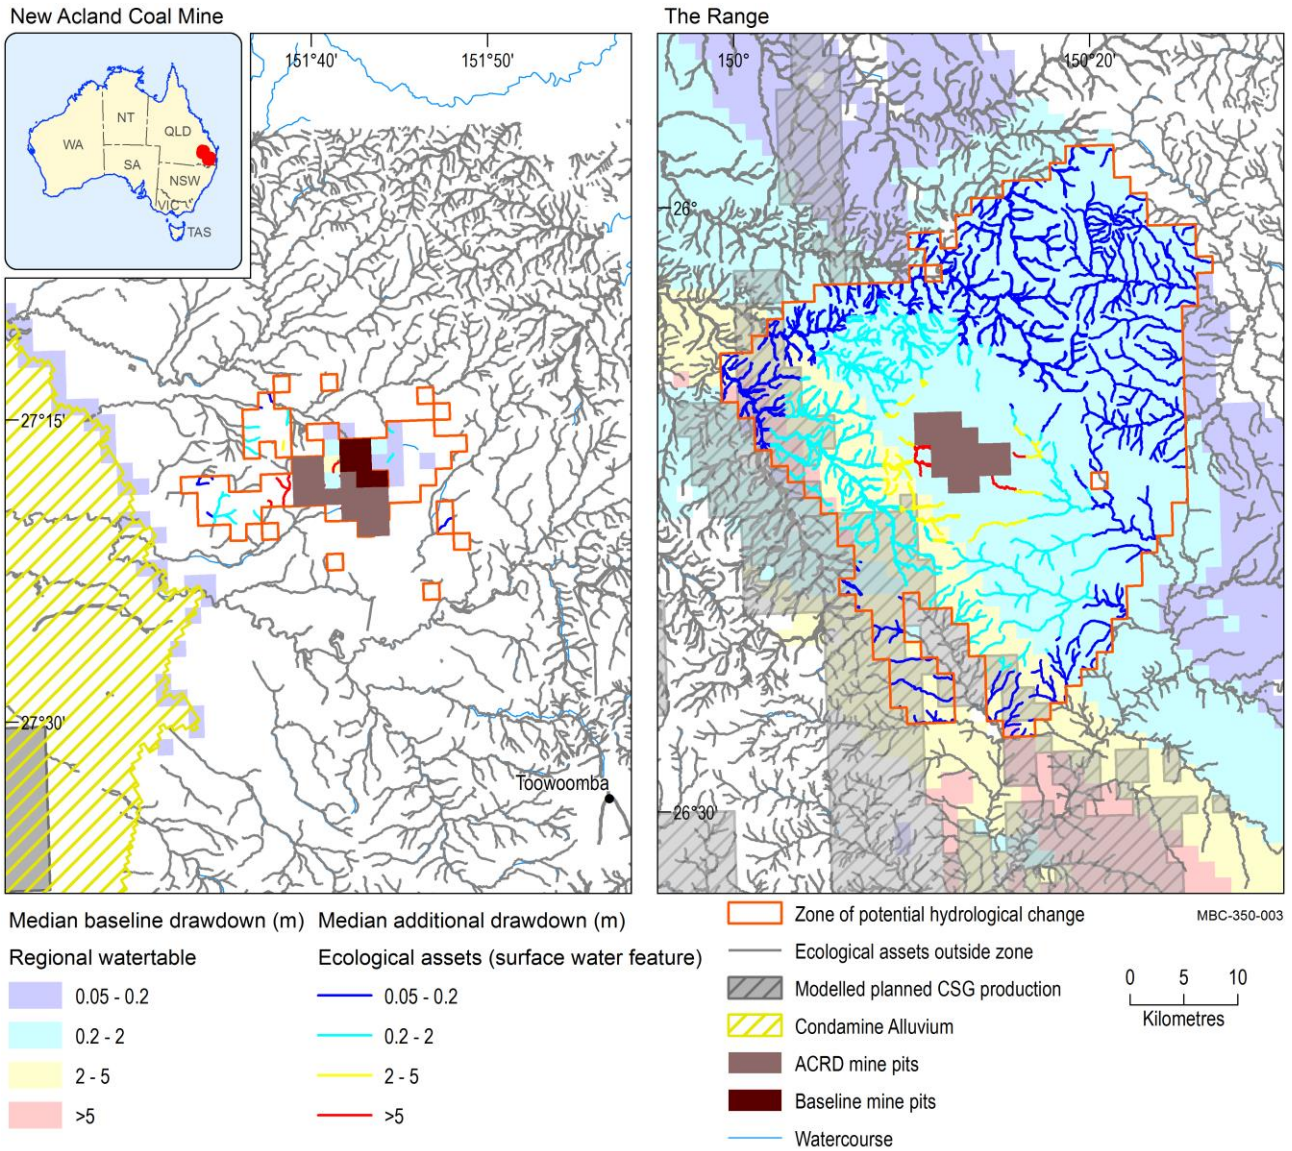 New Acland Coal Mine
The Range
151°40'
151°50'
150°
150°20'
NT
QLD
WA
SA
NSW
VIC
TAS
26°
27°15'
27°30'
Toowoomba
26°30'
Median baseline drawdown (m)
Median additional drawdown (m)
Zone of potential hydrological change
MBC-350-003
Regional watertable
Ecological assets (surface water feature)
Ecological assets outside zone
0.05 - 0.2
0.05 - 0.2
Modelled planned CSG production
0 5 10
Kilometres
0.2 - 2
0.2 - 2
Condamine Alluvium
2 - 5
2 - 5
ACRD mine pits
>5
>5
Baseline mine pits
Watercourse